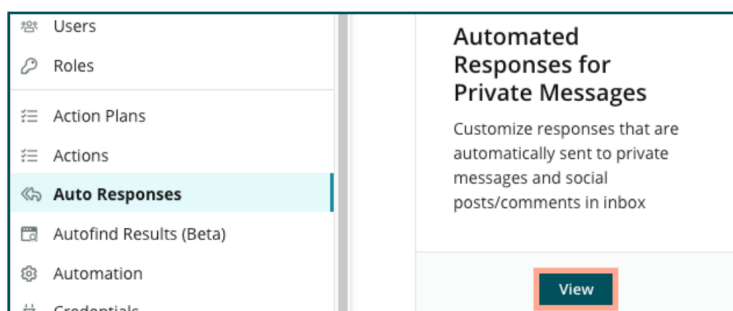 Users
Roles
Action Plans
Actions
Auto Responses
Autofind Results (Beta)
Automation
Credentials
Automated
Responses for
Private Messages
Customize responses that are
automatically sent to private
messages and social
posts/comments in inbox
View